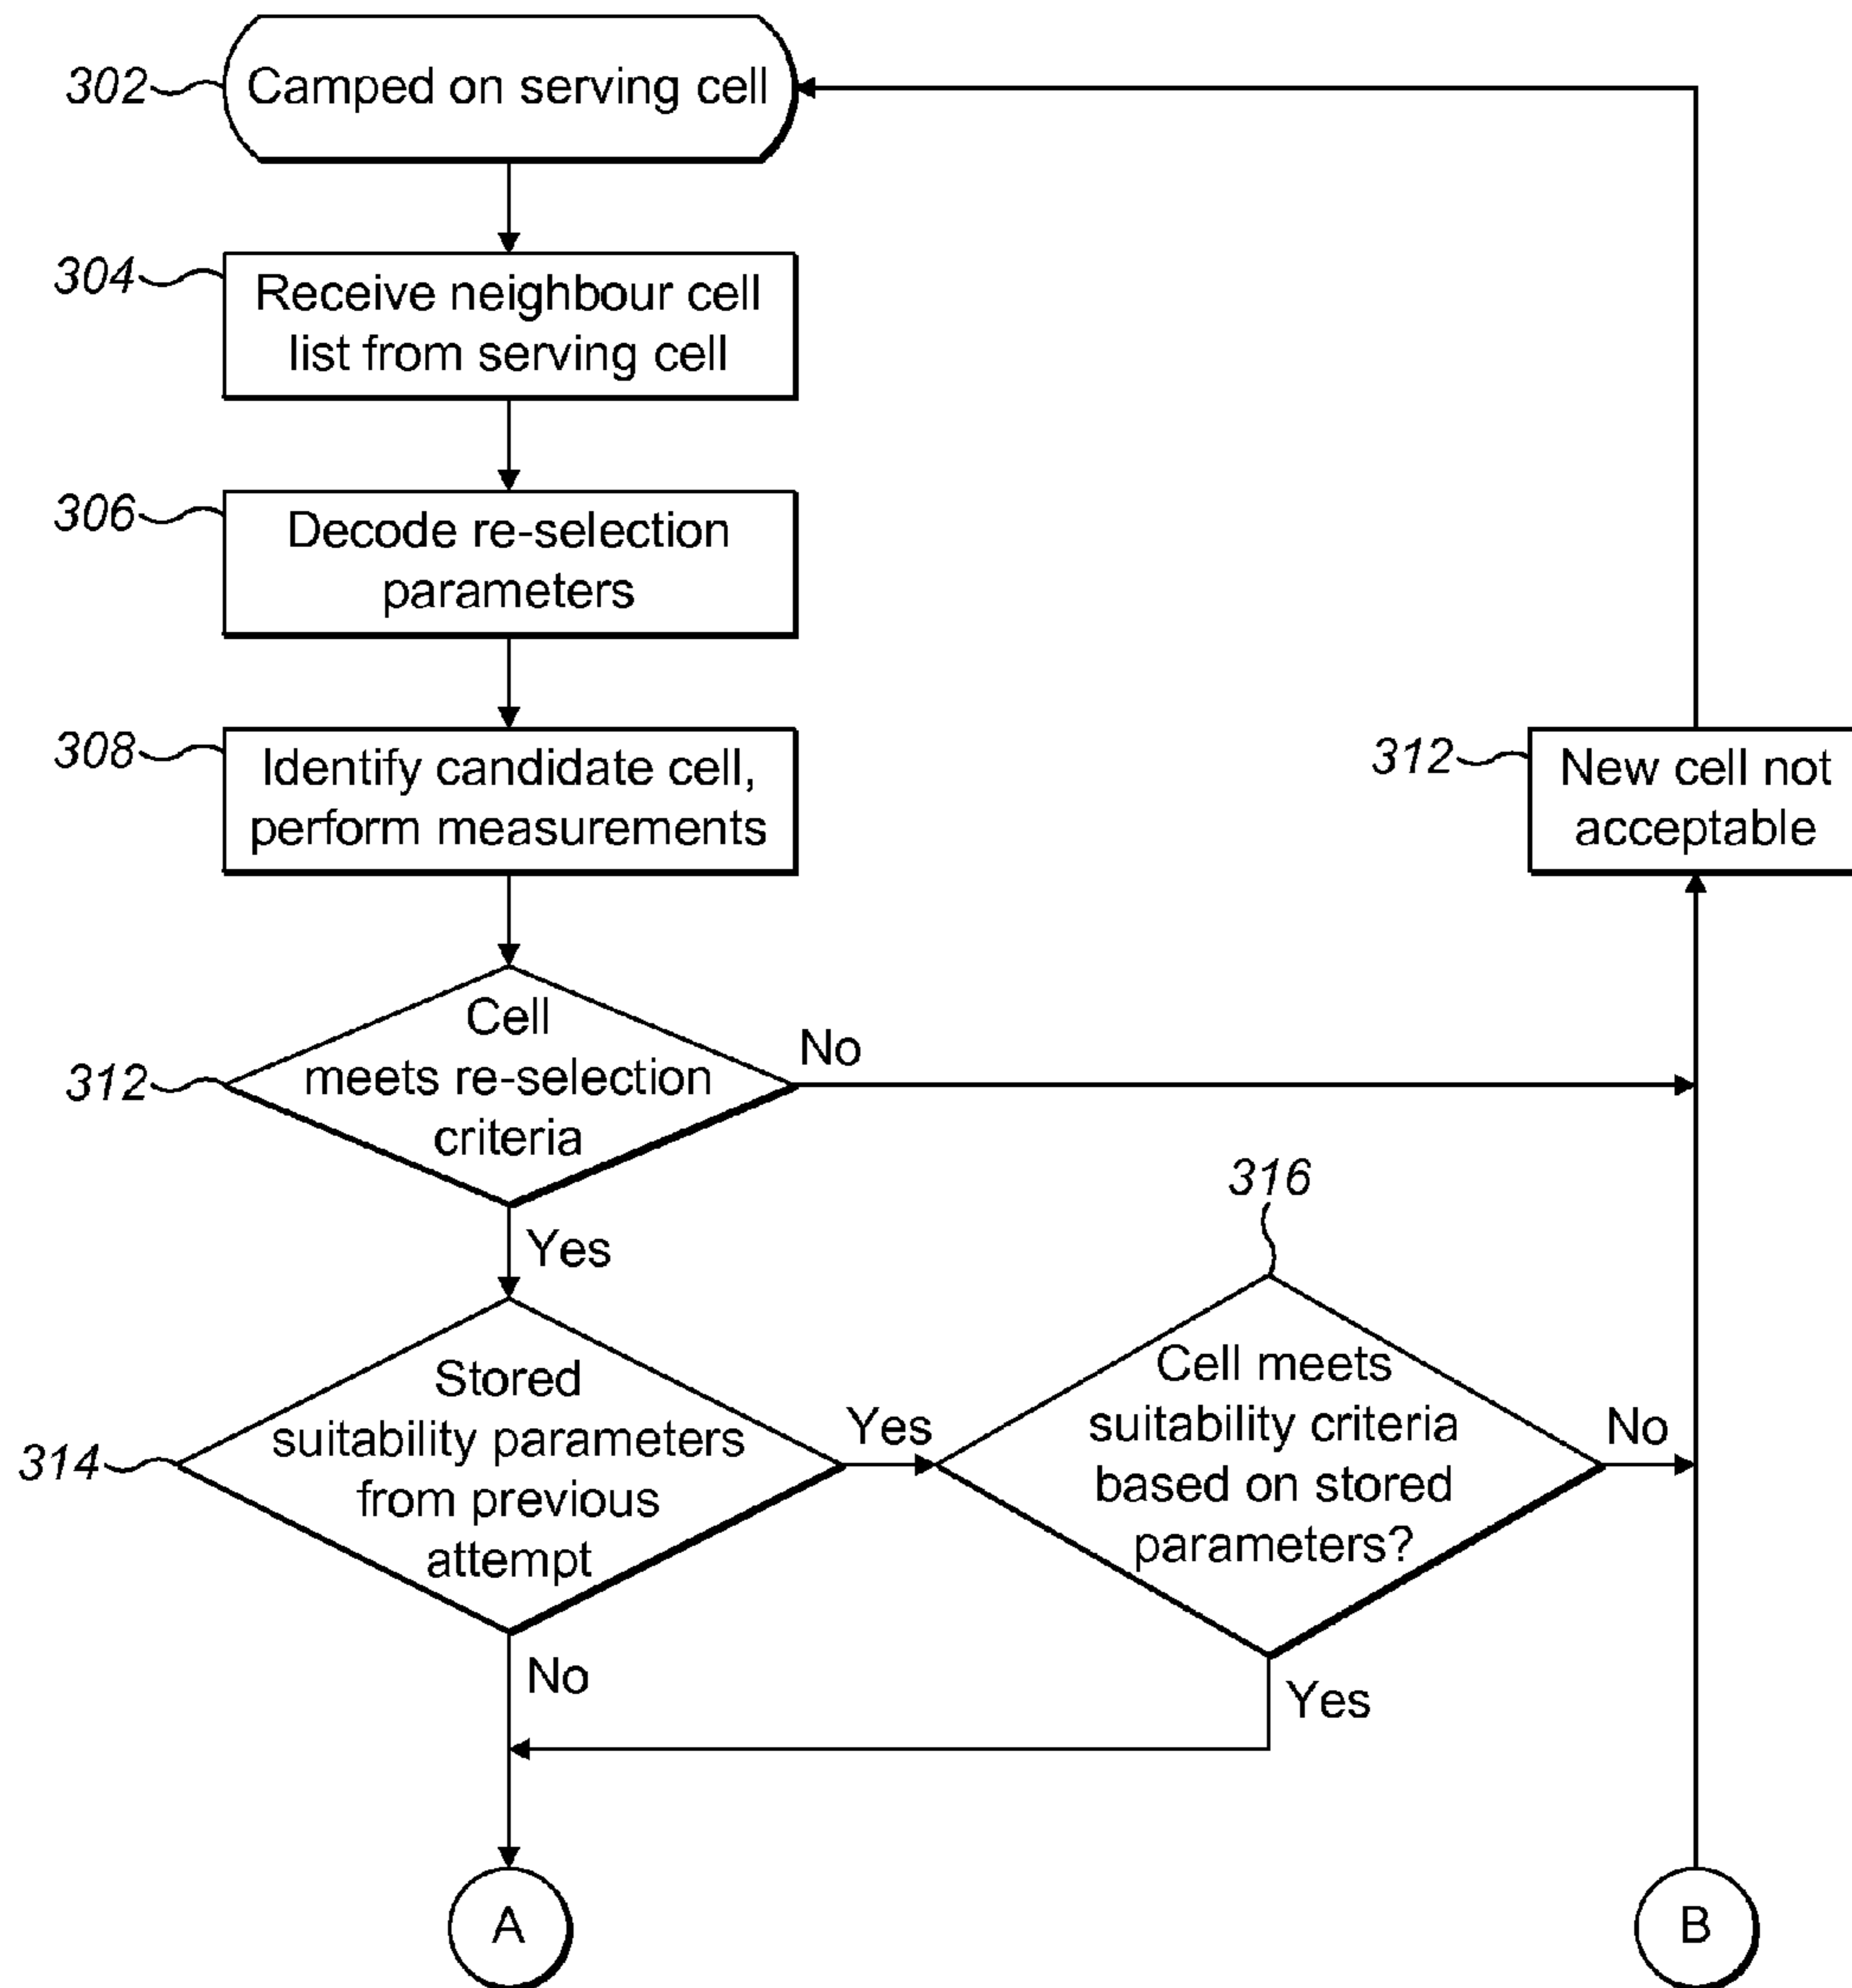 302
Camped on serving cell
304
Receive neighbour cell
list from serving cell
306
Decode re-selection
parameters
308
Identify candidate cell,
perform measurements
312
New cell not
acceptable
312
Cell
meets re-selection
criteria
No
Yes
316
314
Stored
suitability parameters
from previous
attempt
Yes
Cell meets
suitability criteria
based on stored
parameters?
No
No
Yes
A
B